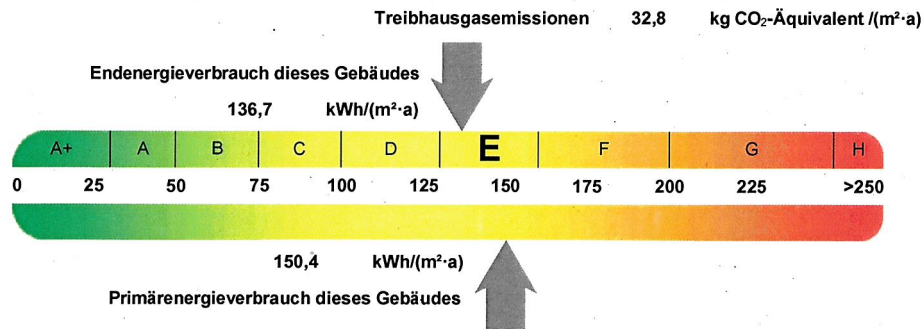 Treibhausgasemissionen 32,8 kg CO₂-Äquivalent /(m²·a)
Endenergieverbrauch dieses Gebäudes
136,7 kWh/(m²·a)
A+ A B C D E F G H
0 25 50 75 100 125 150 175 200 225 >250
150,4 kWh/(m²·a)
Primärenergieverbrauch dieses Gebäudes